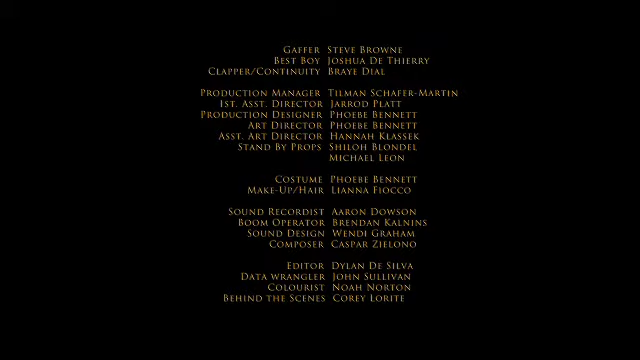 Gaffer Steve Browne
Best Boy Joshua De Thierry
Clapper/Continuity Braye Dial
Production Manager Tilman Schafer-Martin
1st. Asst. Director Jarrod Platt
Production Designer Phoebe Bennett
Art Director Phoebe Bennett
Asst. Art Director Hannah Klassek
Stand By Props Shiloh Blondel
Michael Leon
Costume Phoebe Bennett
Make-Up/Hair Lianna Fiocco
Sound Recordist Aaron Dowson
Boom Operator Brendan Kalnins
Sound Design Wendi Graham
Composer Caspar Zielono
Editor Dylan De Silva
Data wrangler John Sullivan
Colourist Noah Norton
Behind the Scenes Corey Lorite